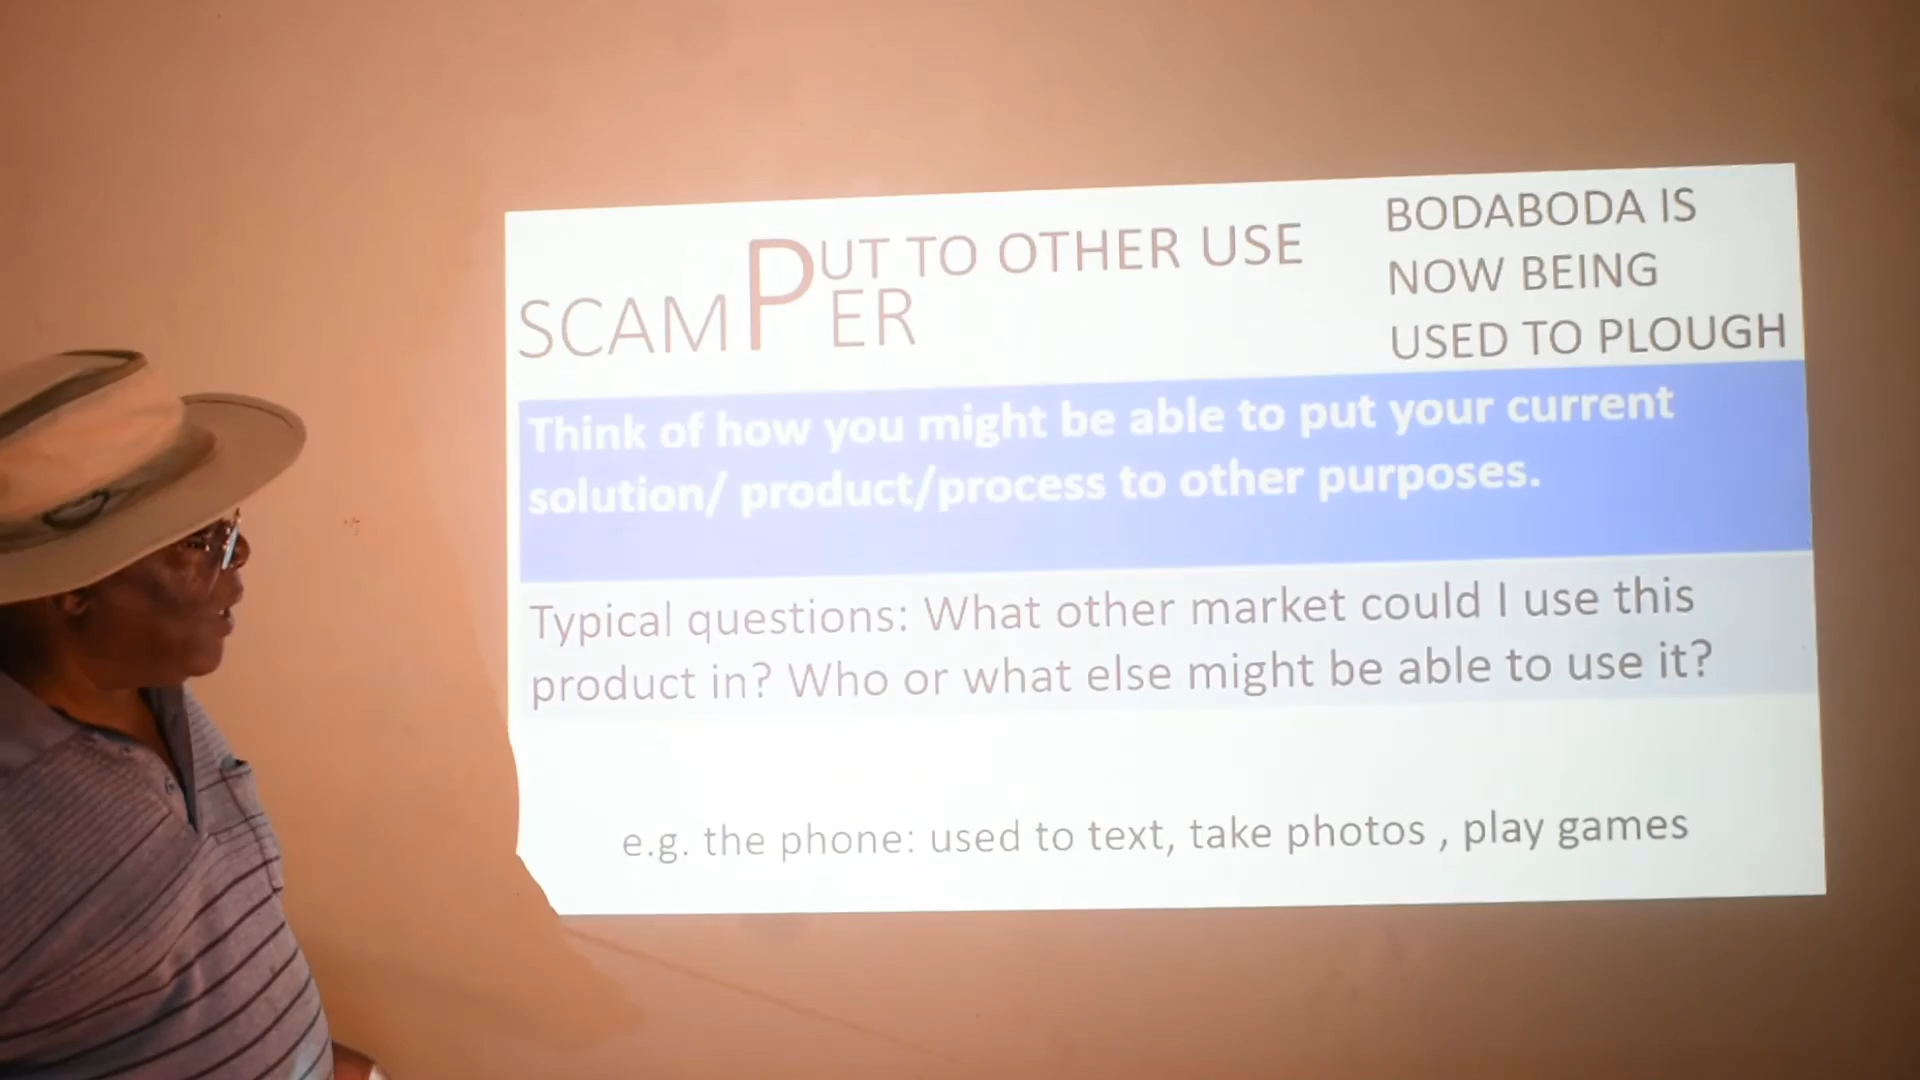 SCAMPER
PUT TO OTHER USE
BODABODA IS
NOW BEING
USED TO PLOUGH
Think of how you might be able to put your current
solution/ product/process to other purposes.
Typical questions: What other market could I use this
product in? Who or what else might be able to use it?
e.g. the phone: used to text, take photos , play games